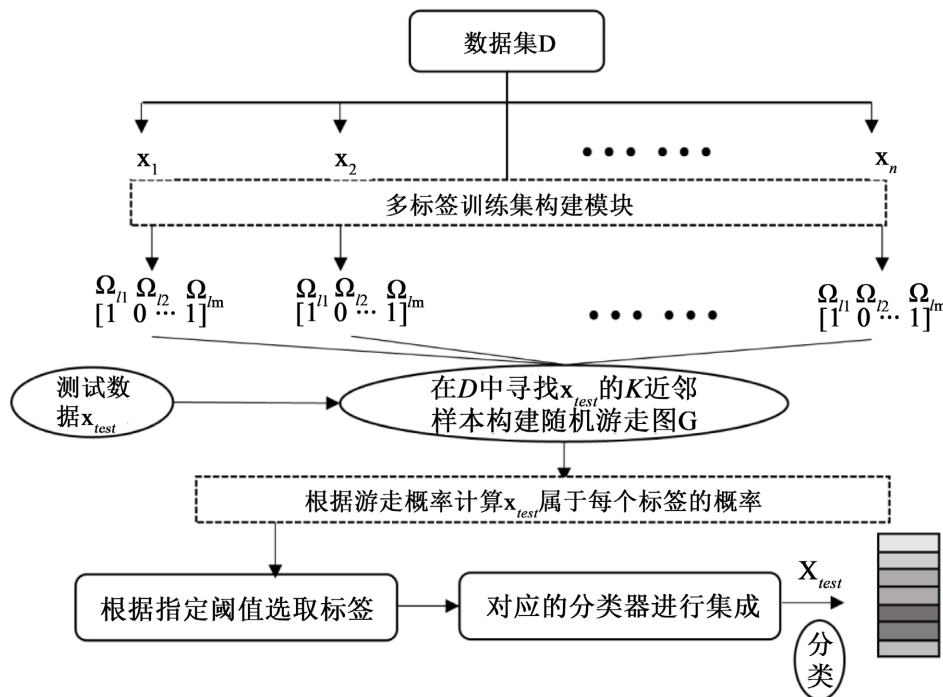 数据集D
x₁ x₂ •••••• xₙ
多标签训练集构建模块
Ωl1 Ωl2 Ωlm Ωl1 Ωl2 Ωlm Ωl1 Ωl2 Ωlm
[1 0 ··· 1] [1 0 ··· 1] •••••• [1 0 ··· 1]
测试数
据xtest
在D中寻找xtest的K近邻
样本构建随机游走图G
根据游走概率计算xtest属于每个标签的概率
根据指定阈值选取标签
对应的分类器进行集成
Xtest
分
类